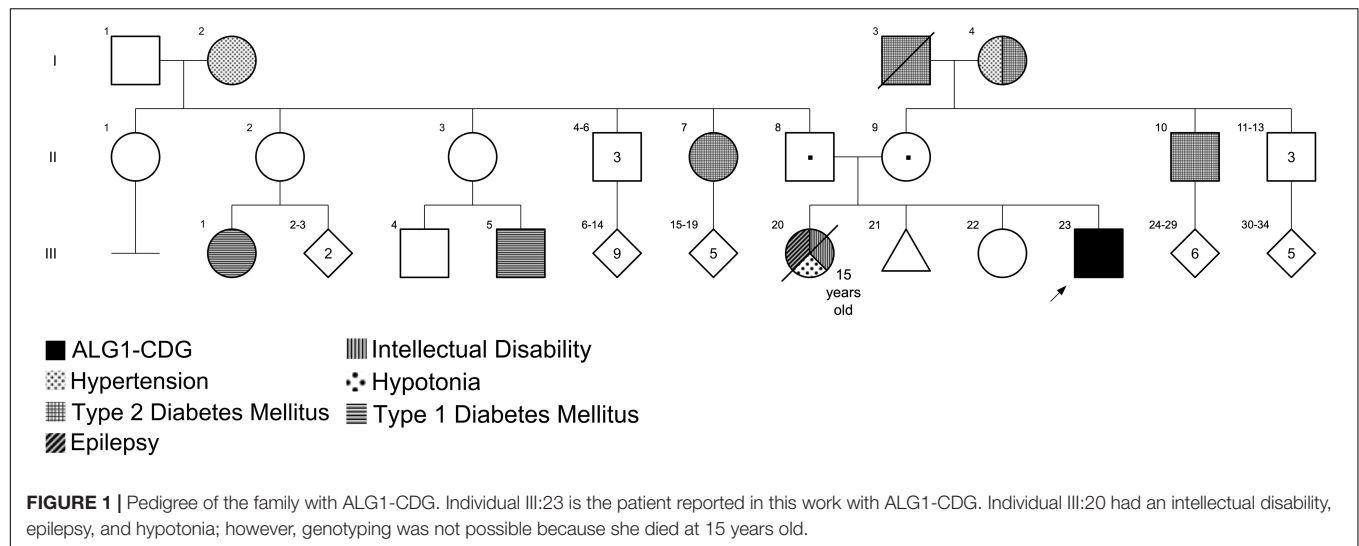 1 2 3 4
I
1 2 3 4-6 7 8 9 10 11-13
II 3 3
1 2-3 4 5 6-14 15-19 20 21 22 23 24-29 30-34
III 2 9 5 6 5
15
years
old
ALG1-CDG Intellectual Disability
Hypertension Hypotonia
Type 2 Diabetes Mellitus Type 1 Diabetes Mellitus
Epilepsy
FIGURE 1 | Pedigree of the family with ALG1-CDG. Individual III:23 is the patient reported in this work with ALG1-CDG. Individual III:20 had an intellectual disability,
epilepsy, and hypotonia; however, genotyping was not possible because she died at 15 years old.